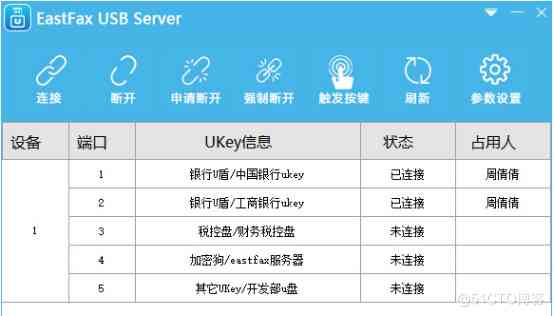 EastFax USB Server
连接 断开 申请断开 强制断开 触发按键 刷新 参数设置
设备 端口 UKey信息 状态 占用人
1 银行U盾/中国银行ukey 已连接 周倩倩
2 银行U盾/工商银行ukey 已连接 周倩倩
1 3 税控盘/财务税控盘 未连接
4 加密狗/eastfax服务器 未连接
5 其它UKey/开发部u盘 未连接
@51CTO博客